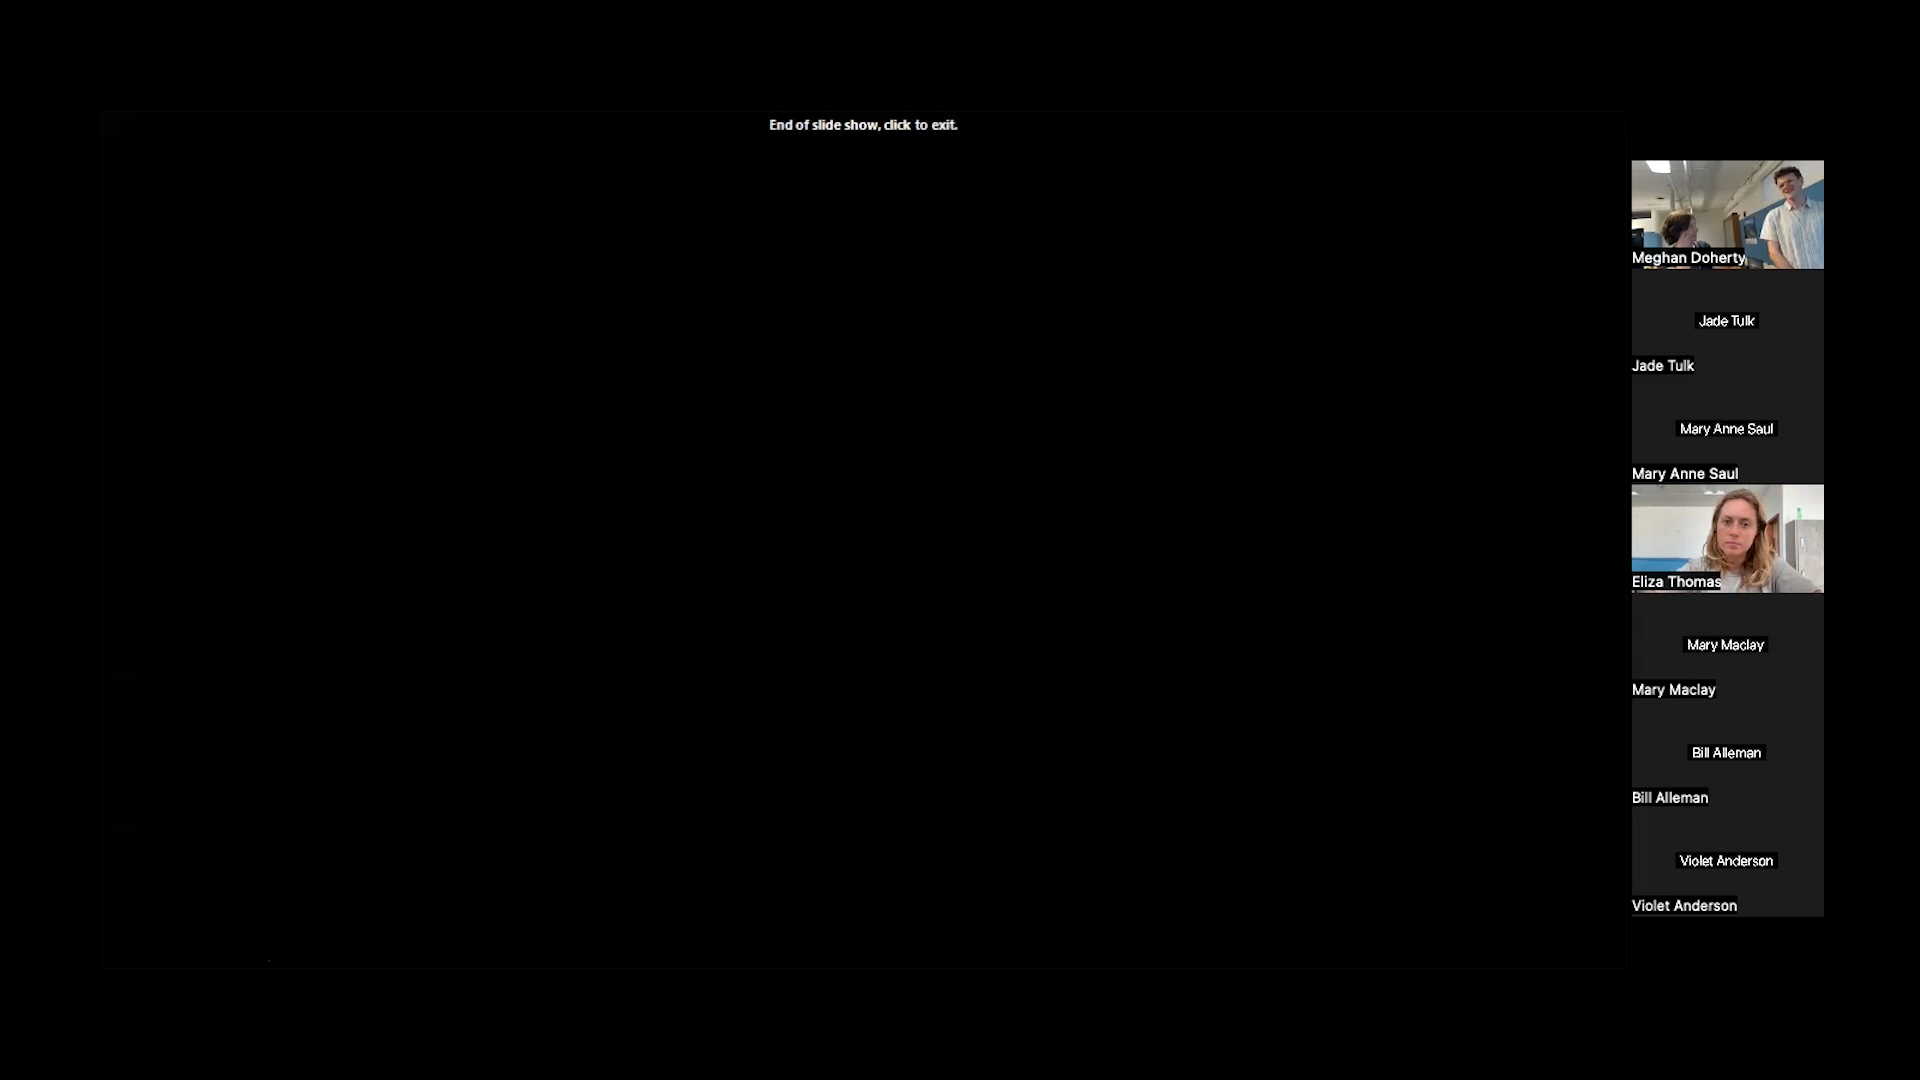 End of slide show, click to exit.
Meghan Doherty
Jade Tulk
Jade Tulk
Mary Anne Saul
Mary Anne Saul
Eliza Thomas
Mary Maclay
Mary Maclay
Bill Alleman
Bill Alleman
Violet Anderson
Violet Anderson